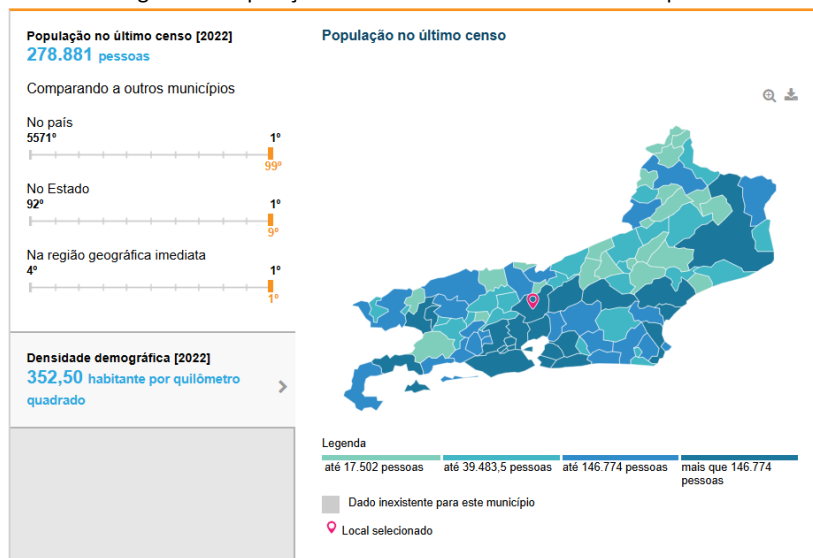 População no último censo [2022]
278.881 pessoas
Comparando a outros municípios
No país
5571º 1º
99º
No Estado
92º 1º
9º
Na região geográfica imediata
4º 1º
1º
Densidade demográfica [2022]
352,50 habitante por quilômetro
quadrado
População no último censo
Legenda
até 17.502 pessoas até 39.483,5 pessoas até 146.774 pessoas mais que 146.774
pessoas
Dado inexistente para este município
Local selecionado